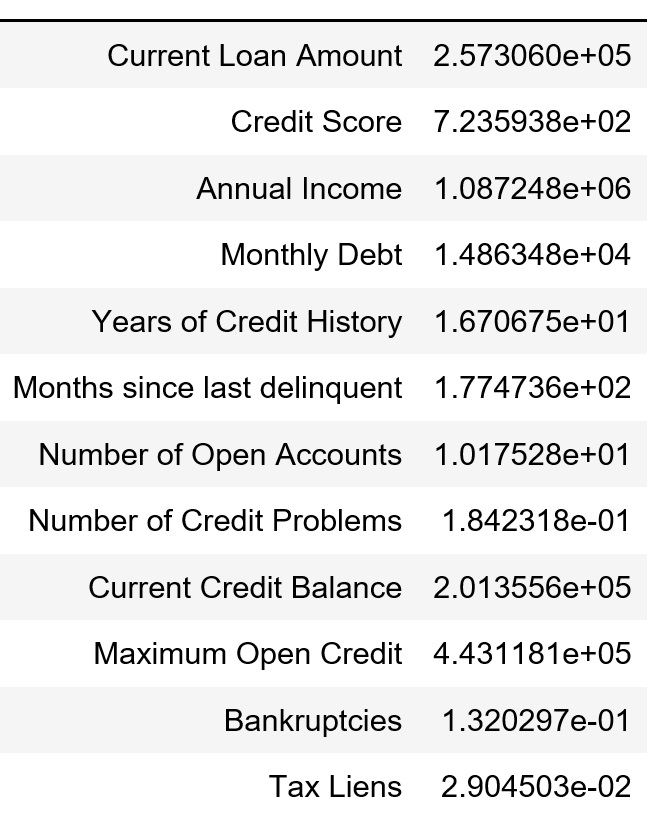 Current Loan Amount 2.573060e+05
Credit Score 7.235938e+02
Annual Income 1.087248e+06
Monthly Debt 1.486348e+04
Years of Credit History 1.670675e+01
Months since last delinquent 1.774736e+02
Number of Open Accounts 1.017528e+01
Number of Credit Problems 1.842318e-01
Current Credit Balance 2.013556e+05
Maximum Open Credit 4.431181e+05
Bankruptcies 1.320297e-01
Tax Liens 2.904503e-02